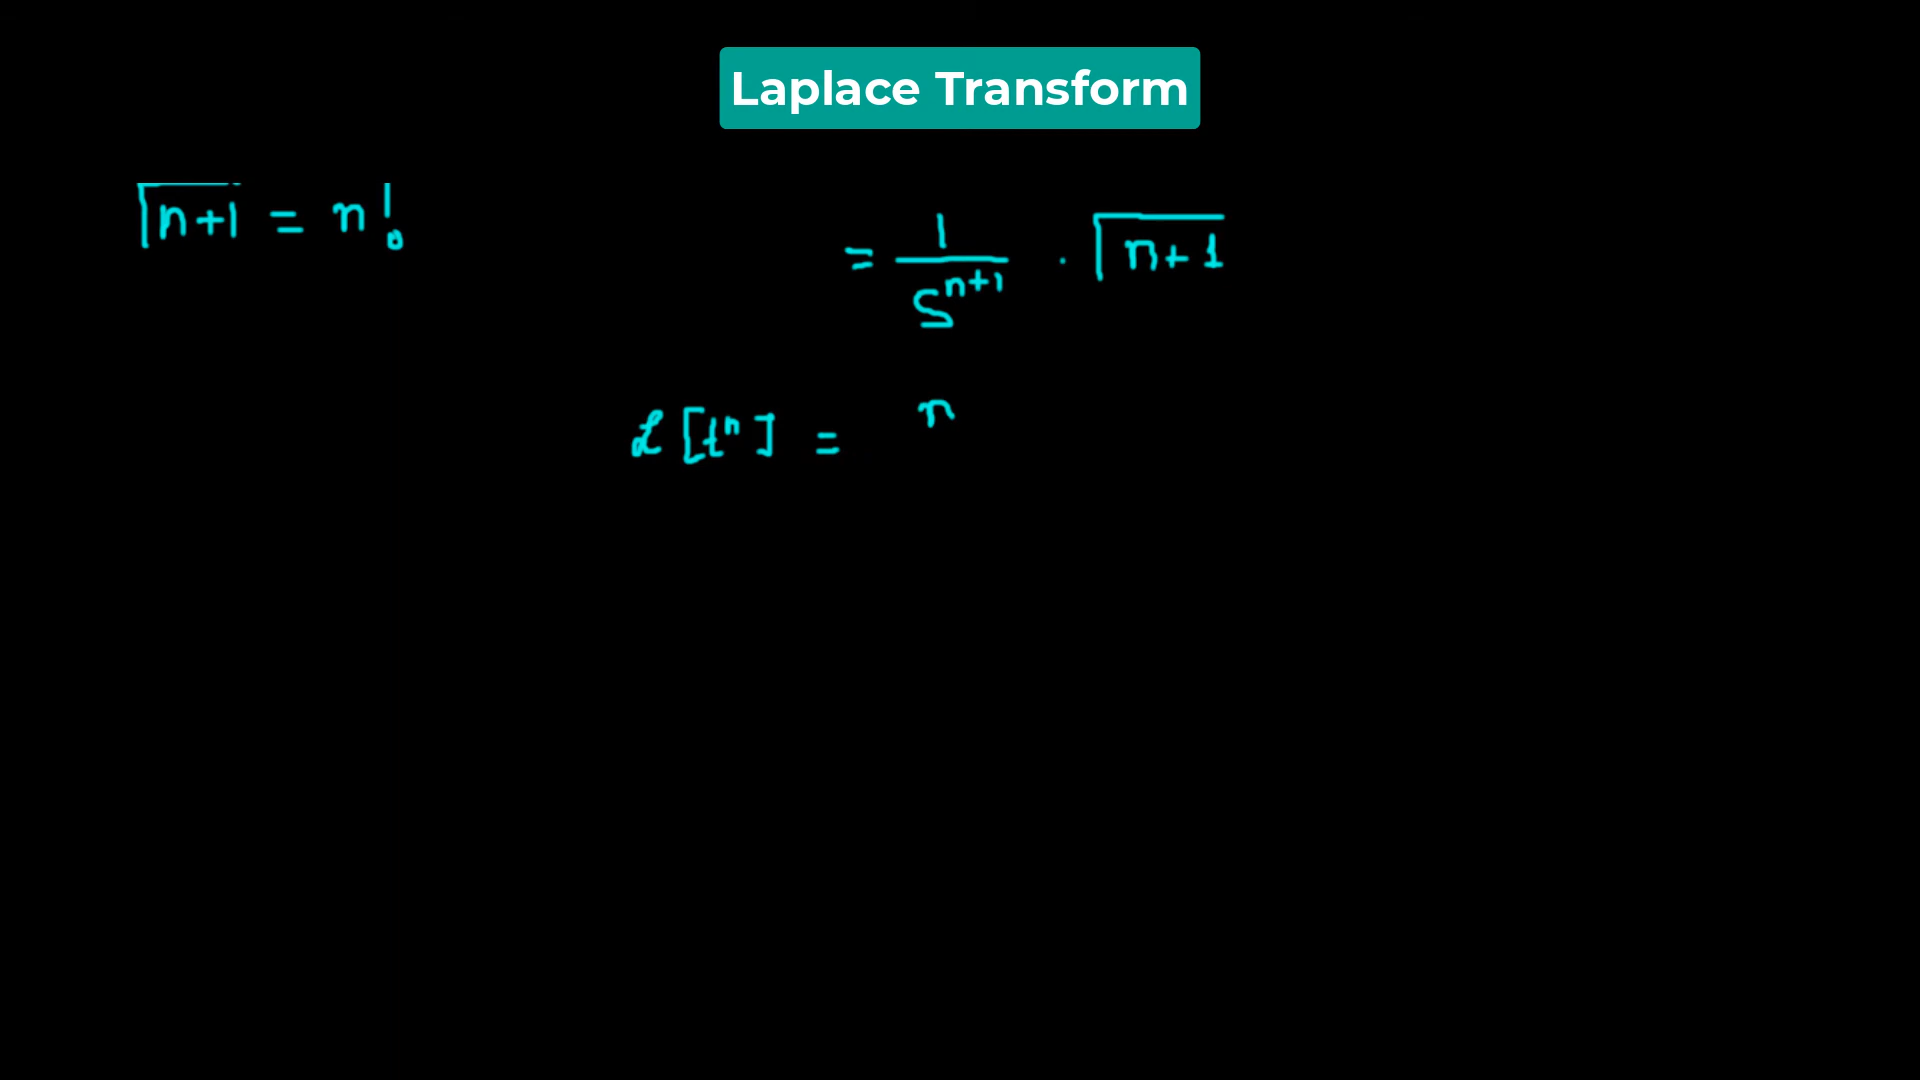 Laplace Transform
Γn+1 = n!
= 1/S^(n+1) . Γn+1
ℒ[tⁿ] = n